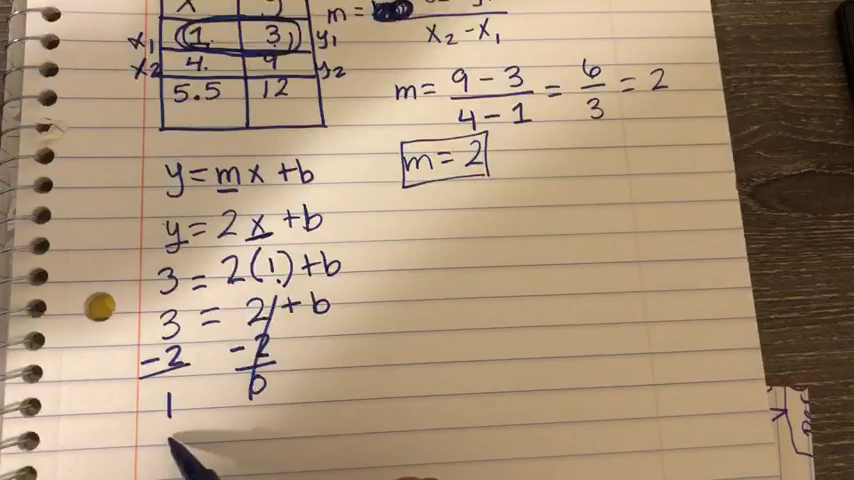 m =
x₂ - x₁
x₁ (1. 3) y₁
x2 4. 9 y₂
5.5 12
m = 9 - 3 / 4 - 1 = 6 / 3 = 2
m = 2
y = mx + b
y = 2x + b
3 = 2(1.) + b
3 = 2 + b
-2 -2
1 0